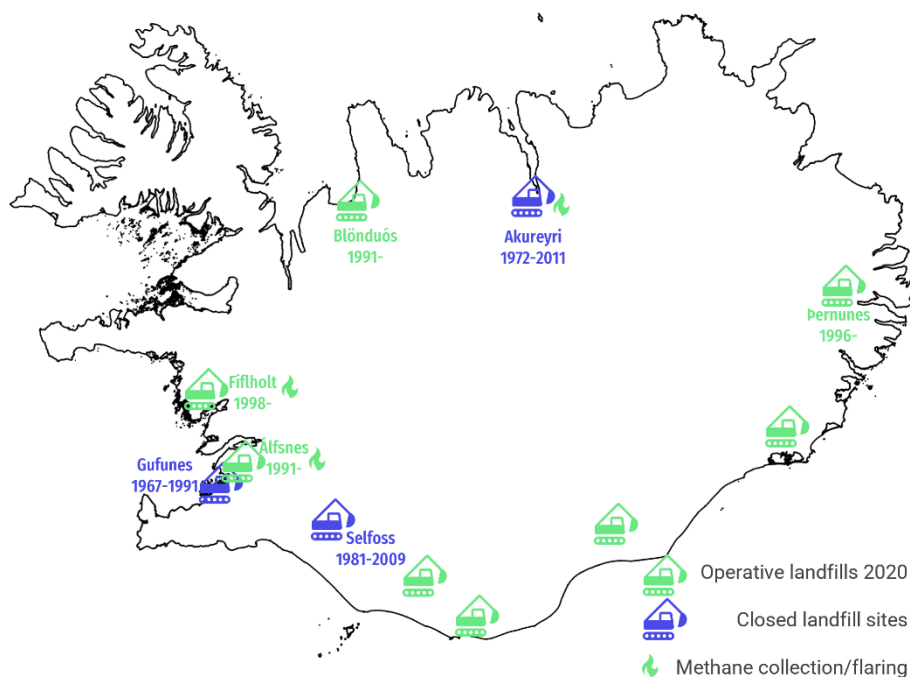 Blönduós
1991-
Akureyri
1972-2011
Þernunes
1996-
Fíflholt
1998-
Álfsnes
1991-
Gufunes
1967-1991
Selfoss
1981-2009
Operative landfills 2020
Closed landfill sites
Methane collection/flaring